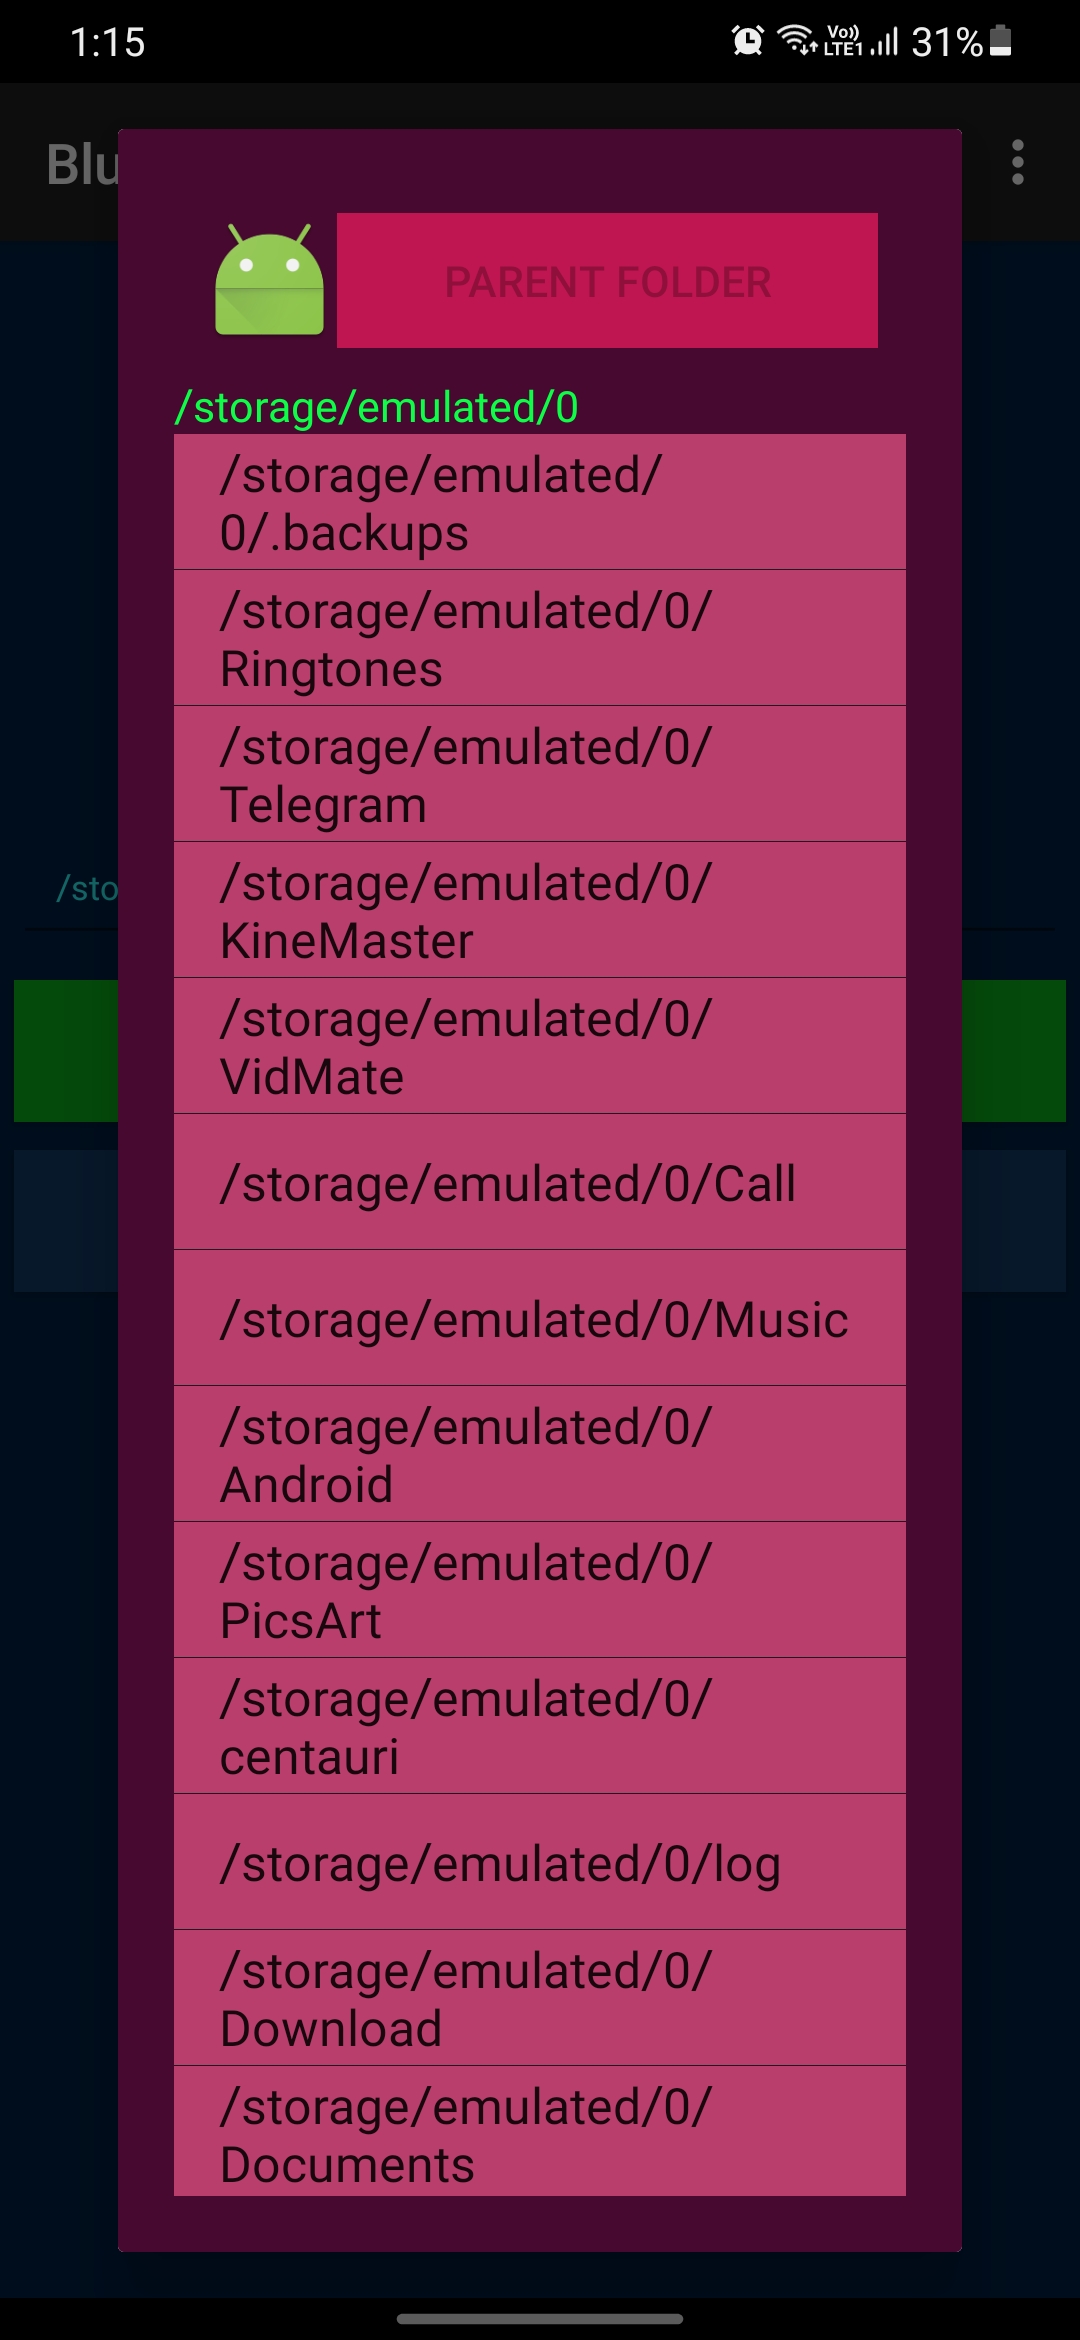 1:15
Vo)) LTE1 31%
Blu
PARENT FOLDER
/storage/emulated/0
/storage/emulated/
0/.backups
/storage/emulated/0/
Ringtones
/storage/emulated/0/
Telegram
/storage/emulated/0/
KineMaster
/sto
/storage/emulated/0/
VidMate
/storage/emulated/0/Call
/storage/emulated/0/Music
/storage/emulated/0/
Android
/storage/emulated/0/
PicsArt
/storage/emulated/0/
centauri
/storage/emulated/0/log
/storage/emulated/0/
Download
/storage/emulated/0/
Documents